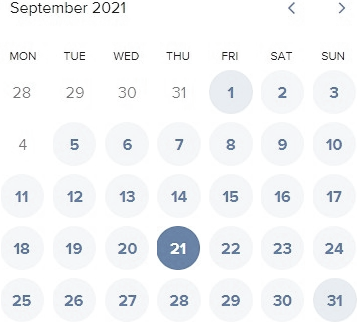 September 2021
MON TUE WED THU FRI SAT SUN
28 29 30 31 1 2 3
4 5 6 7 8 9 10
11 12 13 14 15 16 17
18 19 20 21 22 23 24
25 26 27 28 29 30 31